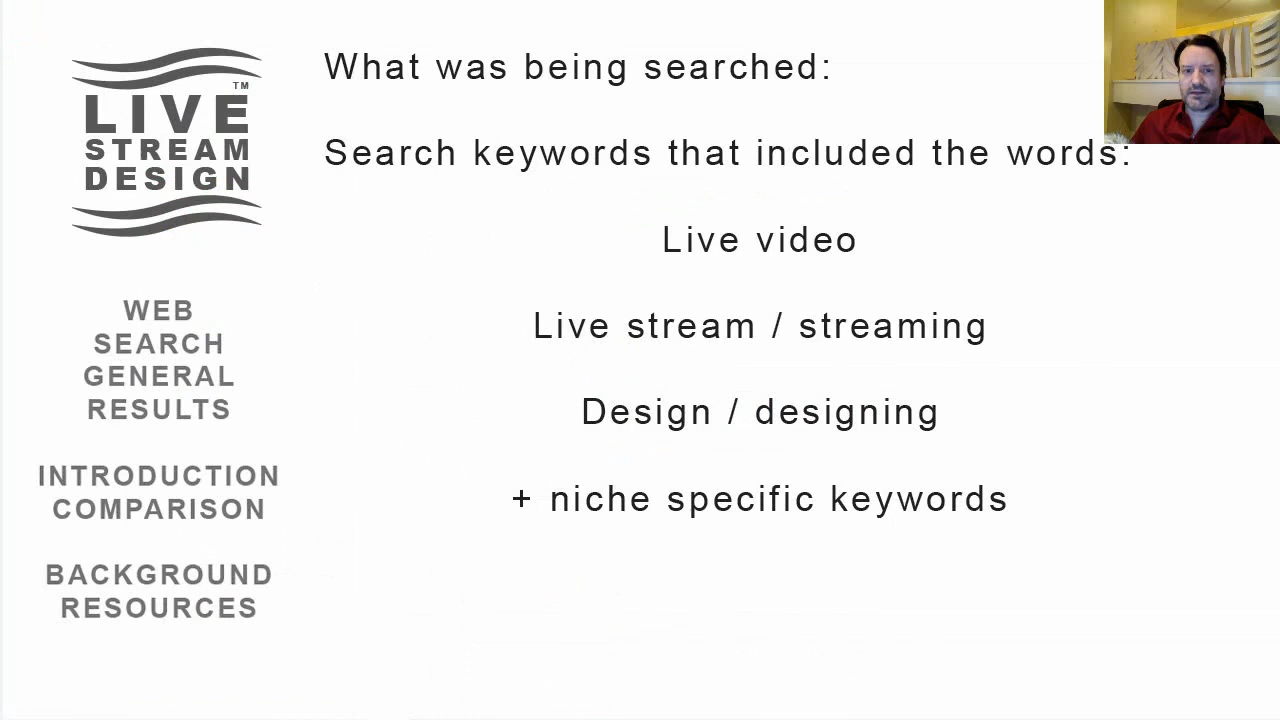 TM
LIVE
STREAM
DESIGN
WEB
SEARCH
GENERAL
RESULTS
INTRODUCTION
COMPARISON
BACKGROUND
RESOURCES
What was being searched:
Search keywords that included the words:
Live video
Live stream / streaming
Design / designing
+ niche specific keywords